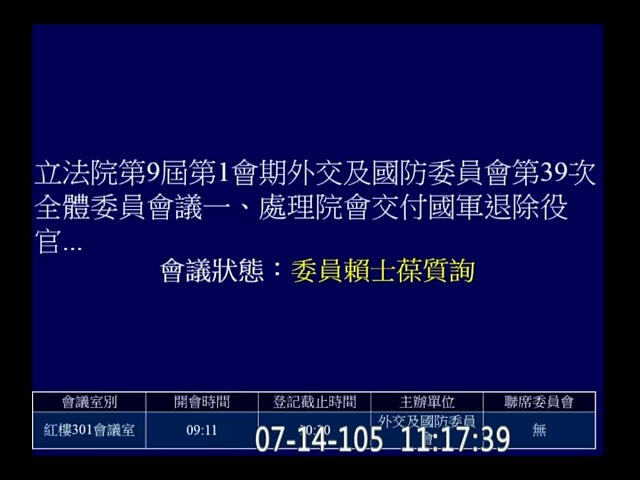 立法院第9屆第1會期外交及國防委員會第39次
全體委員會議一、處理院會交付國軍退除役
官...
會議狀態：委員賴士葆質詢
會議室別 開會時間 登記截止時間 主辦單位 聯席委員會
紅樓301會議室 09:11 外交及國防委員會 無
07-14-105 11:17:39